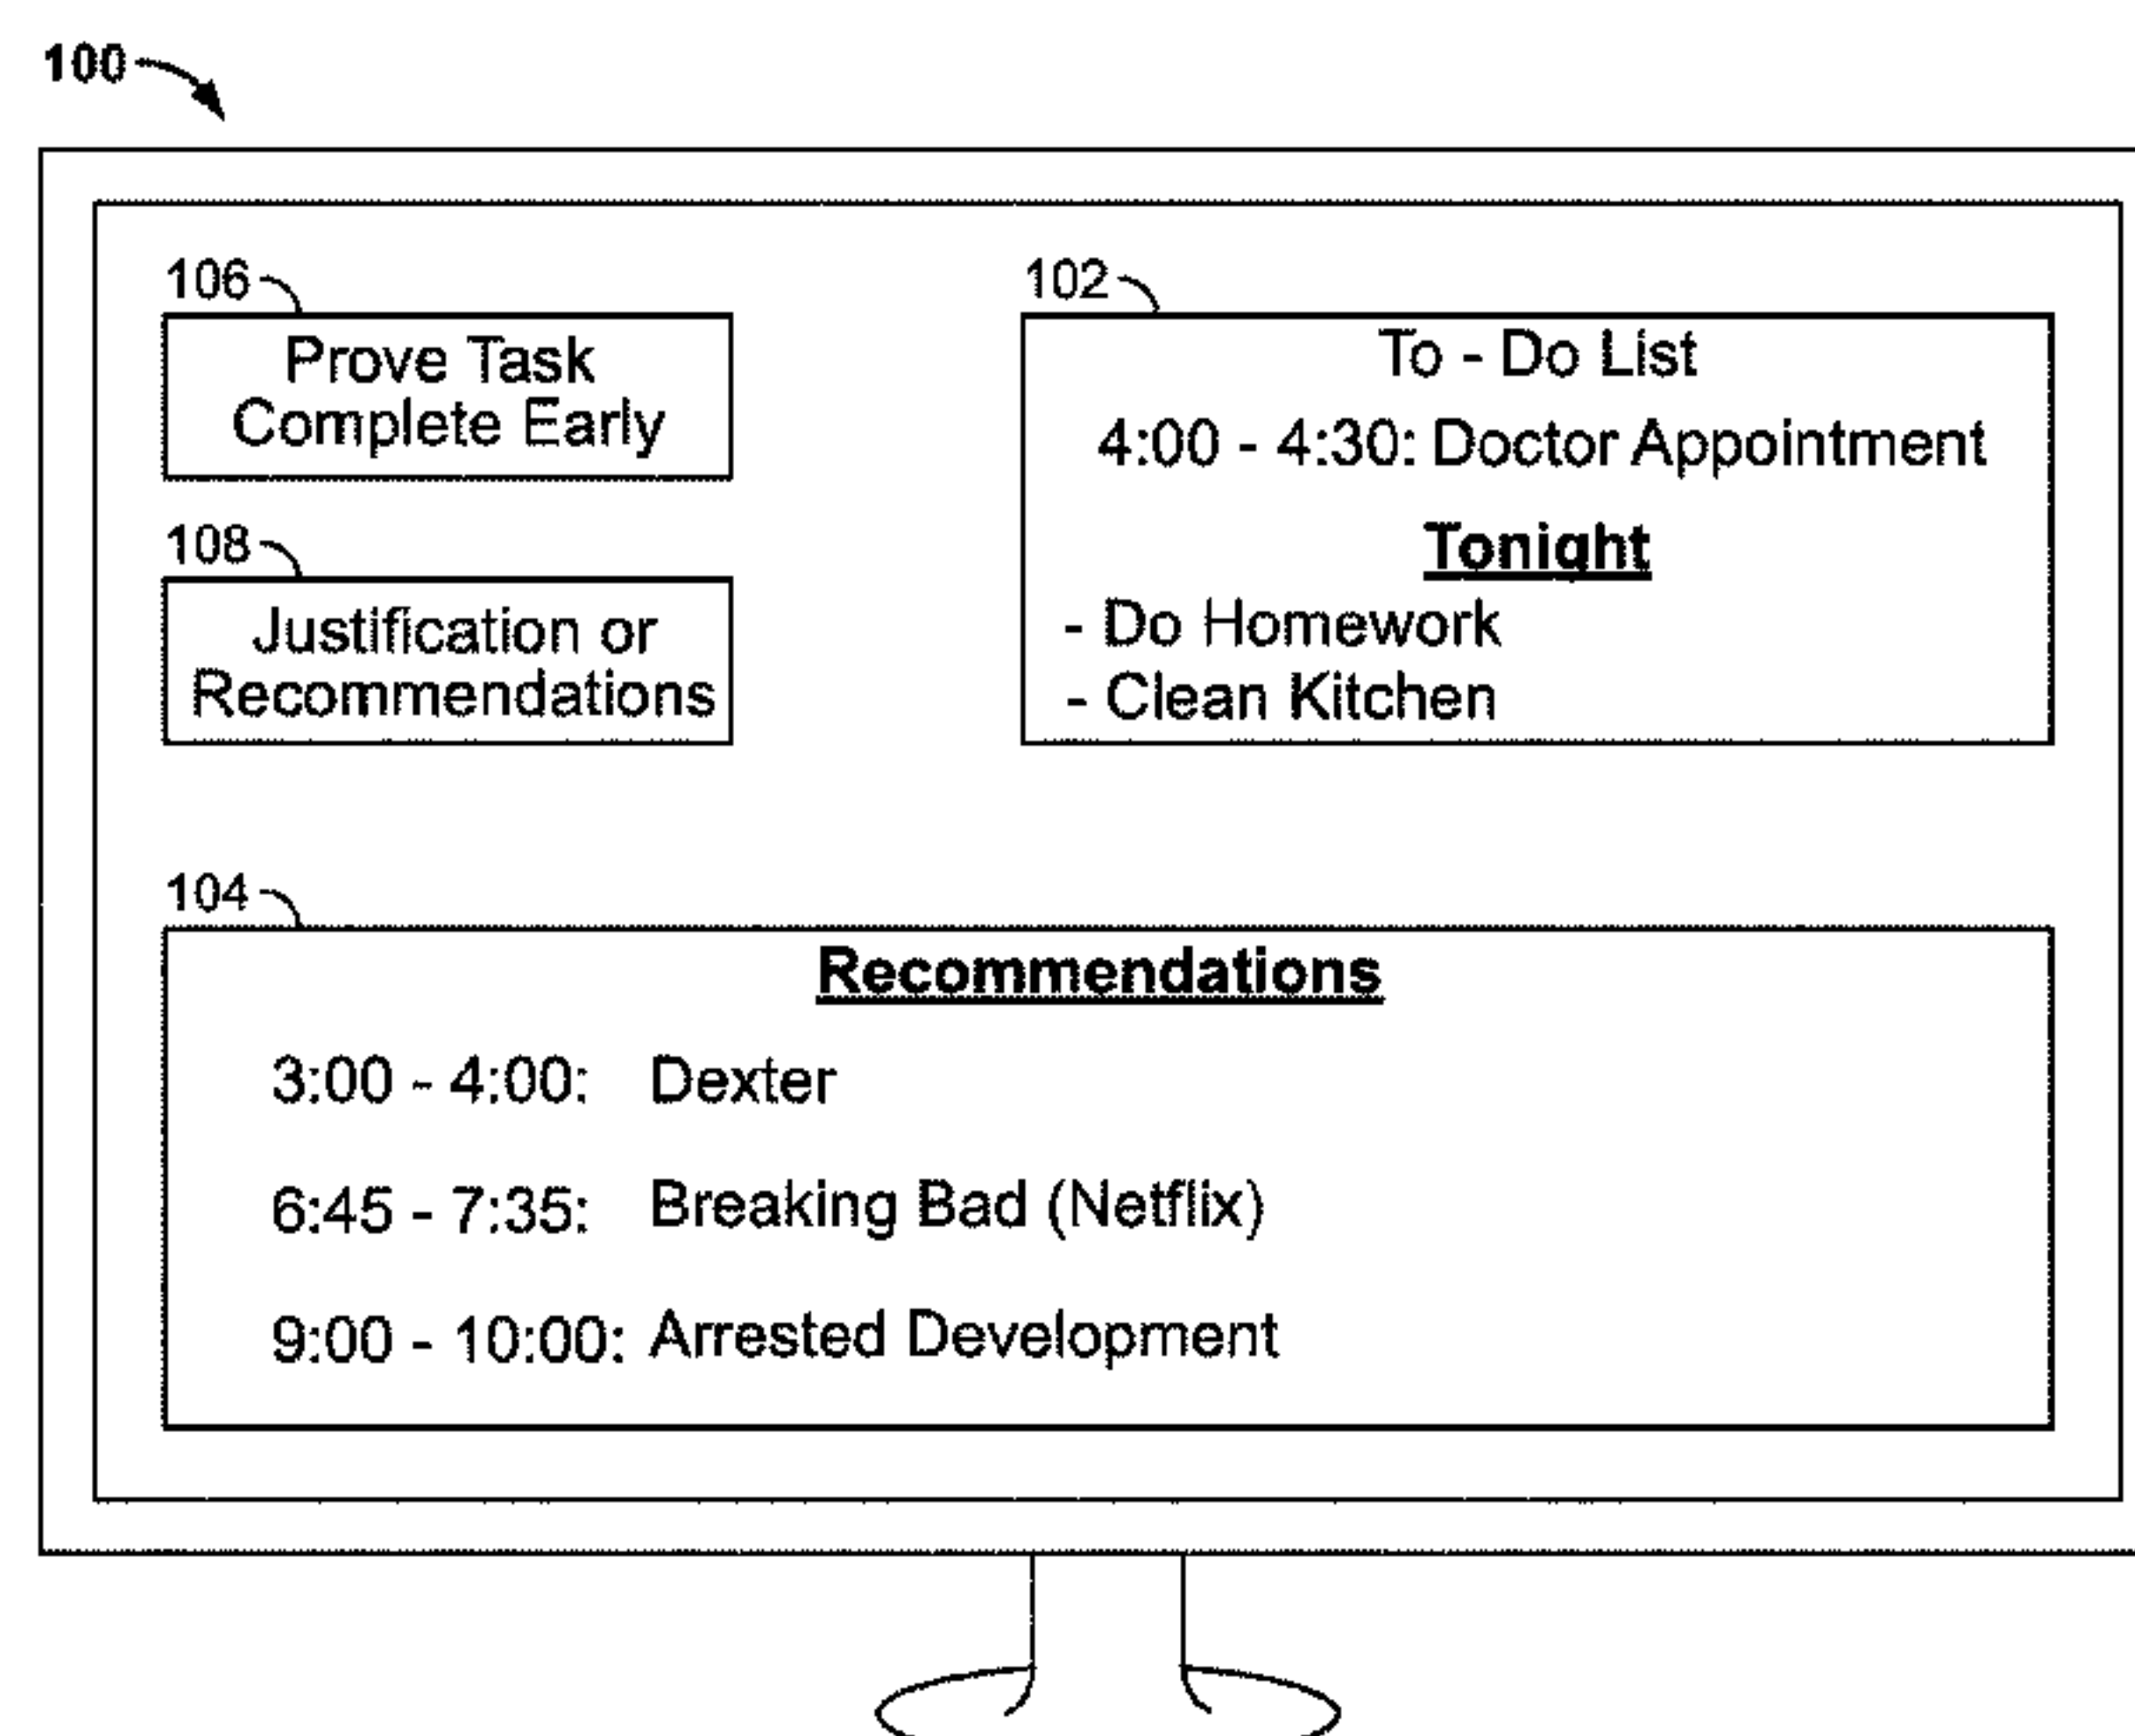 100
106
Prove Task
Complete Early
102
To - Do List
4:00 - 4:30: Doctor Appointment
Tonight
- Do Homework
- Clean Kitchen
108
Justification or
Recommendations
104
Recommendations
3:00 - 4:00: Dexter
6:45 - 7:35: Breaking Bad (Netflix)
9:00 - 10:00: Arrested Development